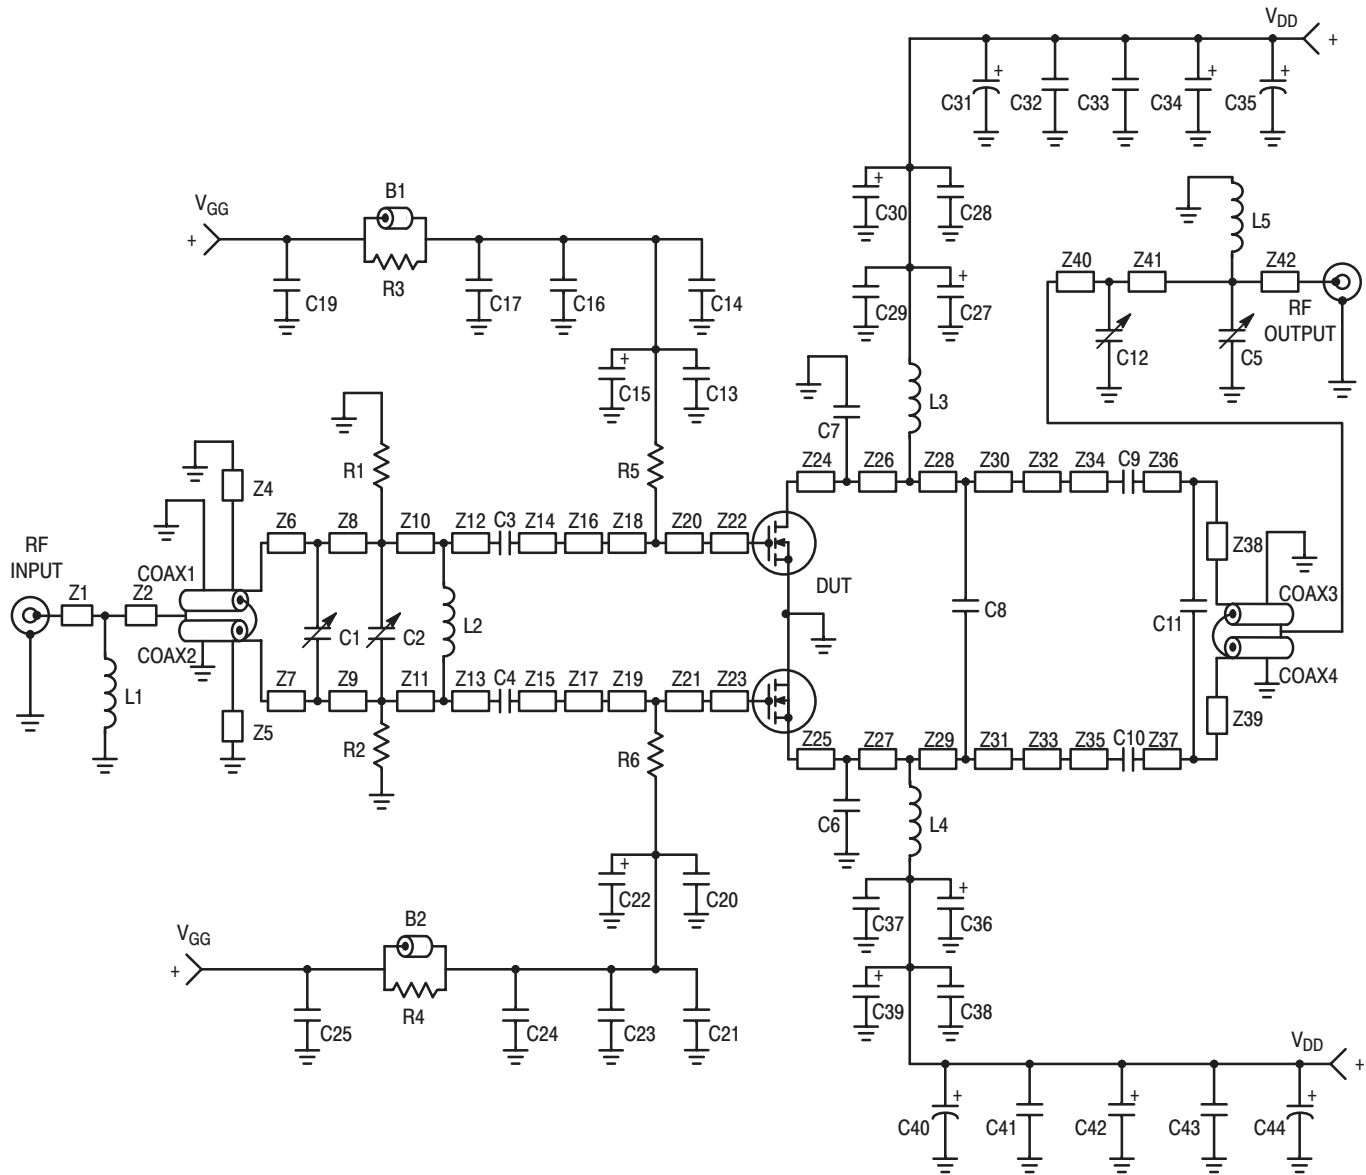 VDD
+
+ + +
C31 C32 C33 C34 C35
B1
VGG
+
+
C30 C28
L5
R3
C19 C17 C16 C14
+
C29 C27
Z40 Z41 Z42
RF
OUTPUT
C12 C5
+
C15 C13
L3
C7
R1 R5
Z24 Z26 Z28 Z30 Z32 Z34 C9 Z36
Z4
Z6 Z8 Z10 Z12 C3 Z14 Z16 Z18 Z20 Z22
Z38
RF
INPUT
COAX1
DUT
COAX3
Z1 Z2
C1 C2 L2
C8 C11
COAX2
COAX4
L1
Z7 Z9 Z11 Z13 C4 Z15 Z17 Z19 Z21 Z23
Z5
Z39
R2 R6
Z25 Z27 Z29 Z31 Z33 Z35 C10 Z37
C6 L4
+
C22 C20
+
C37 C36
B2
VGG
+
+
C39 C38
R4
C25 C24 C23 C21
VDD
+
+ + +
C40 C41 C42 C43 C44